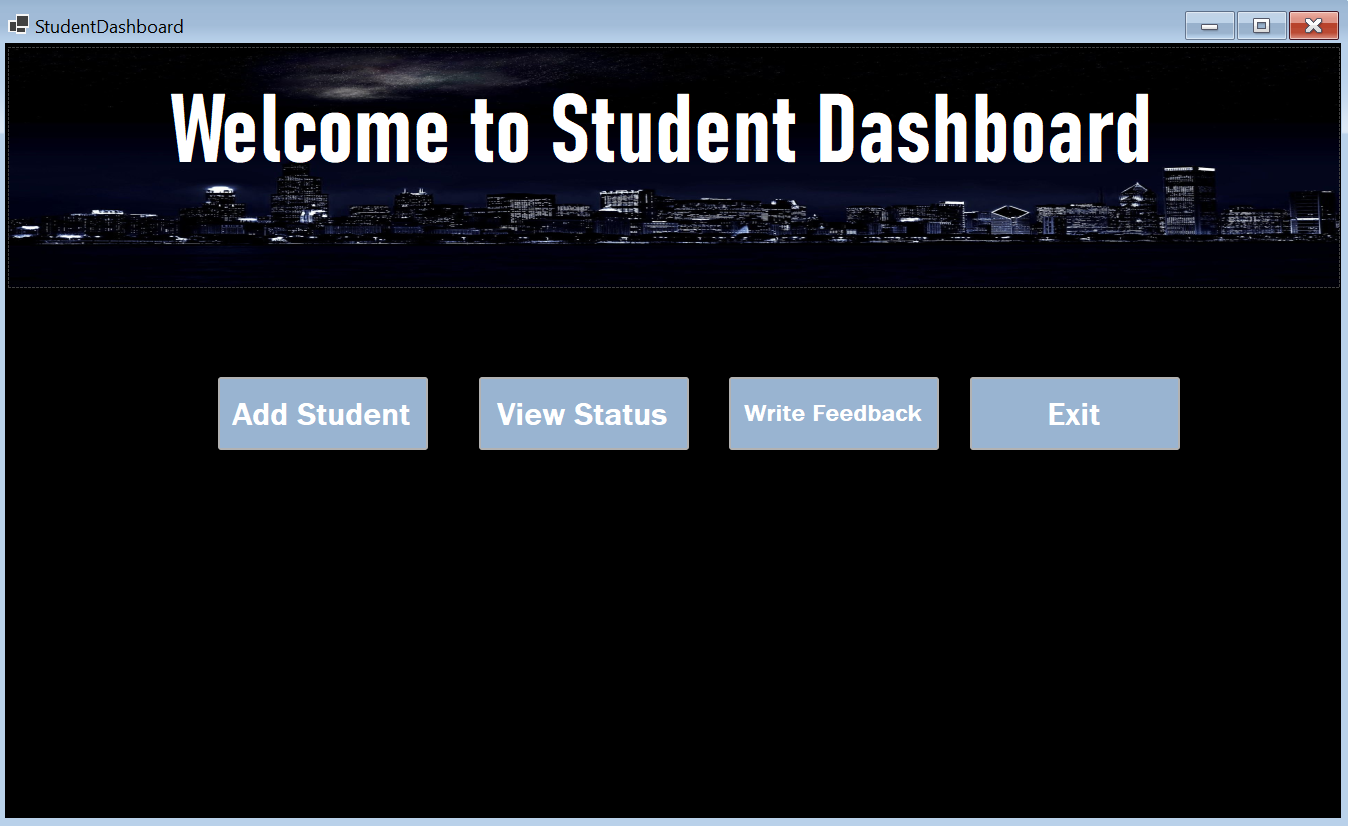 StudentDashboard
Welcome to Student Dashboard
Add Student
View Status
Write Feedback
Exit